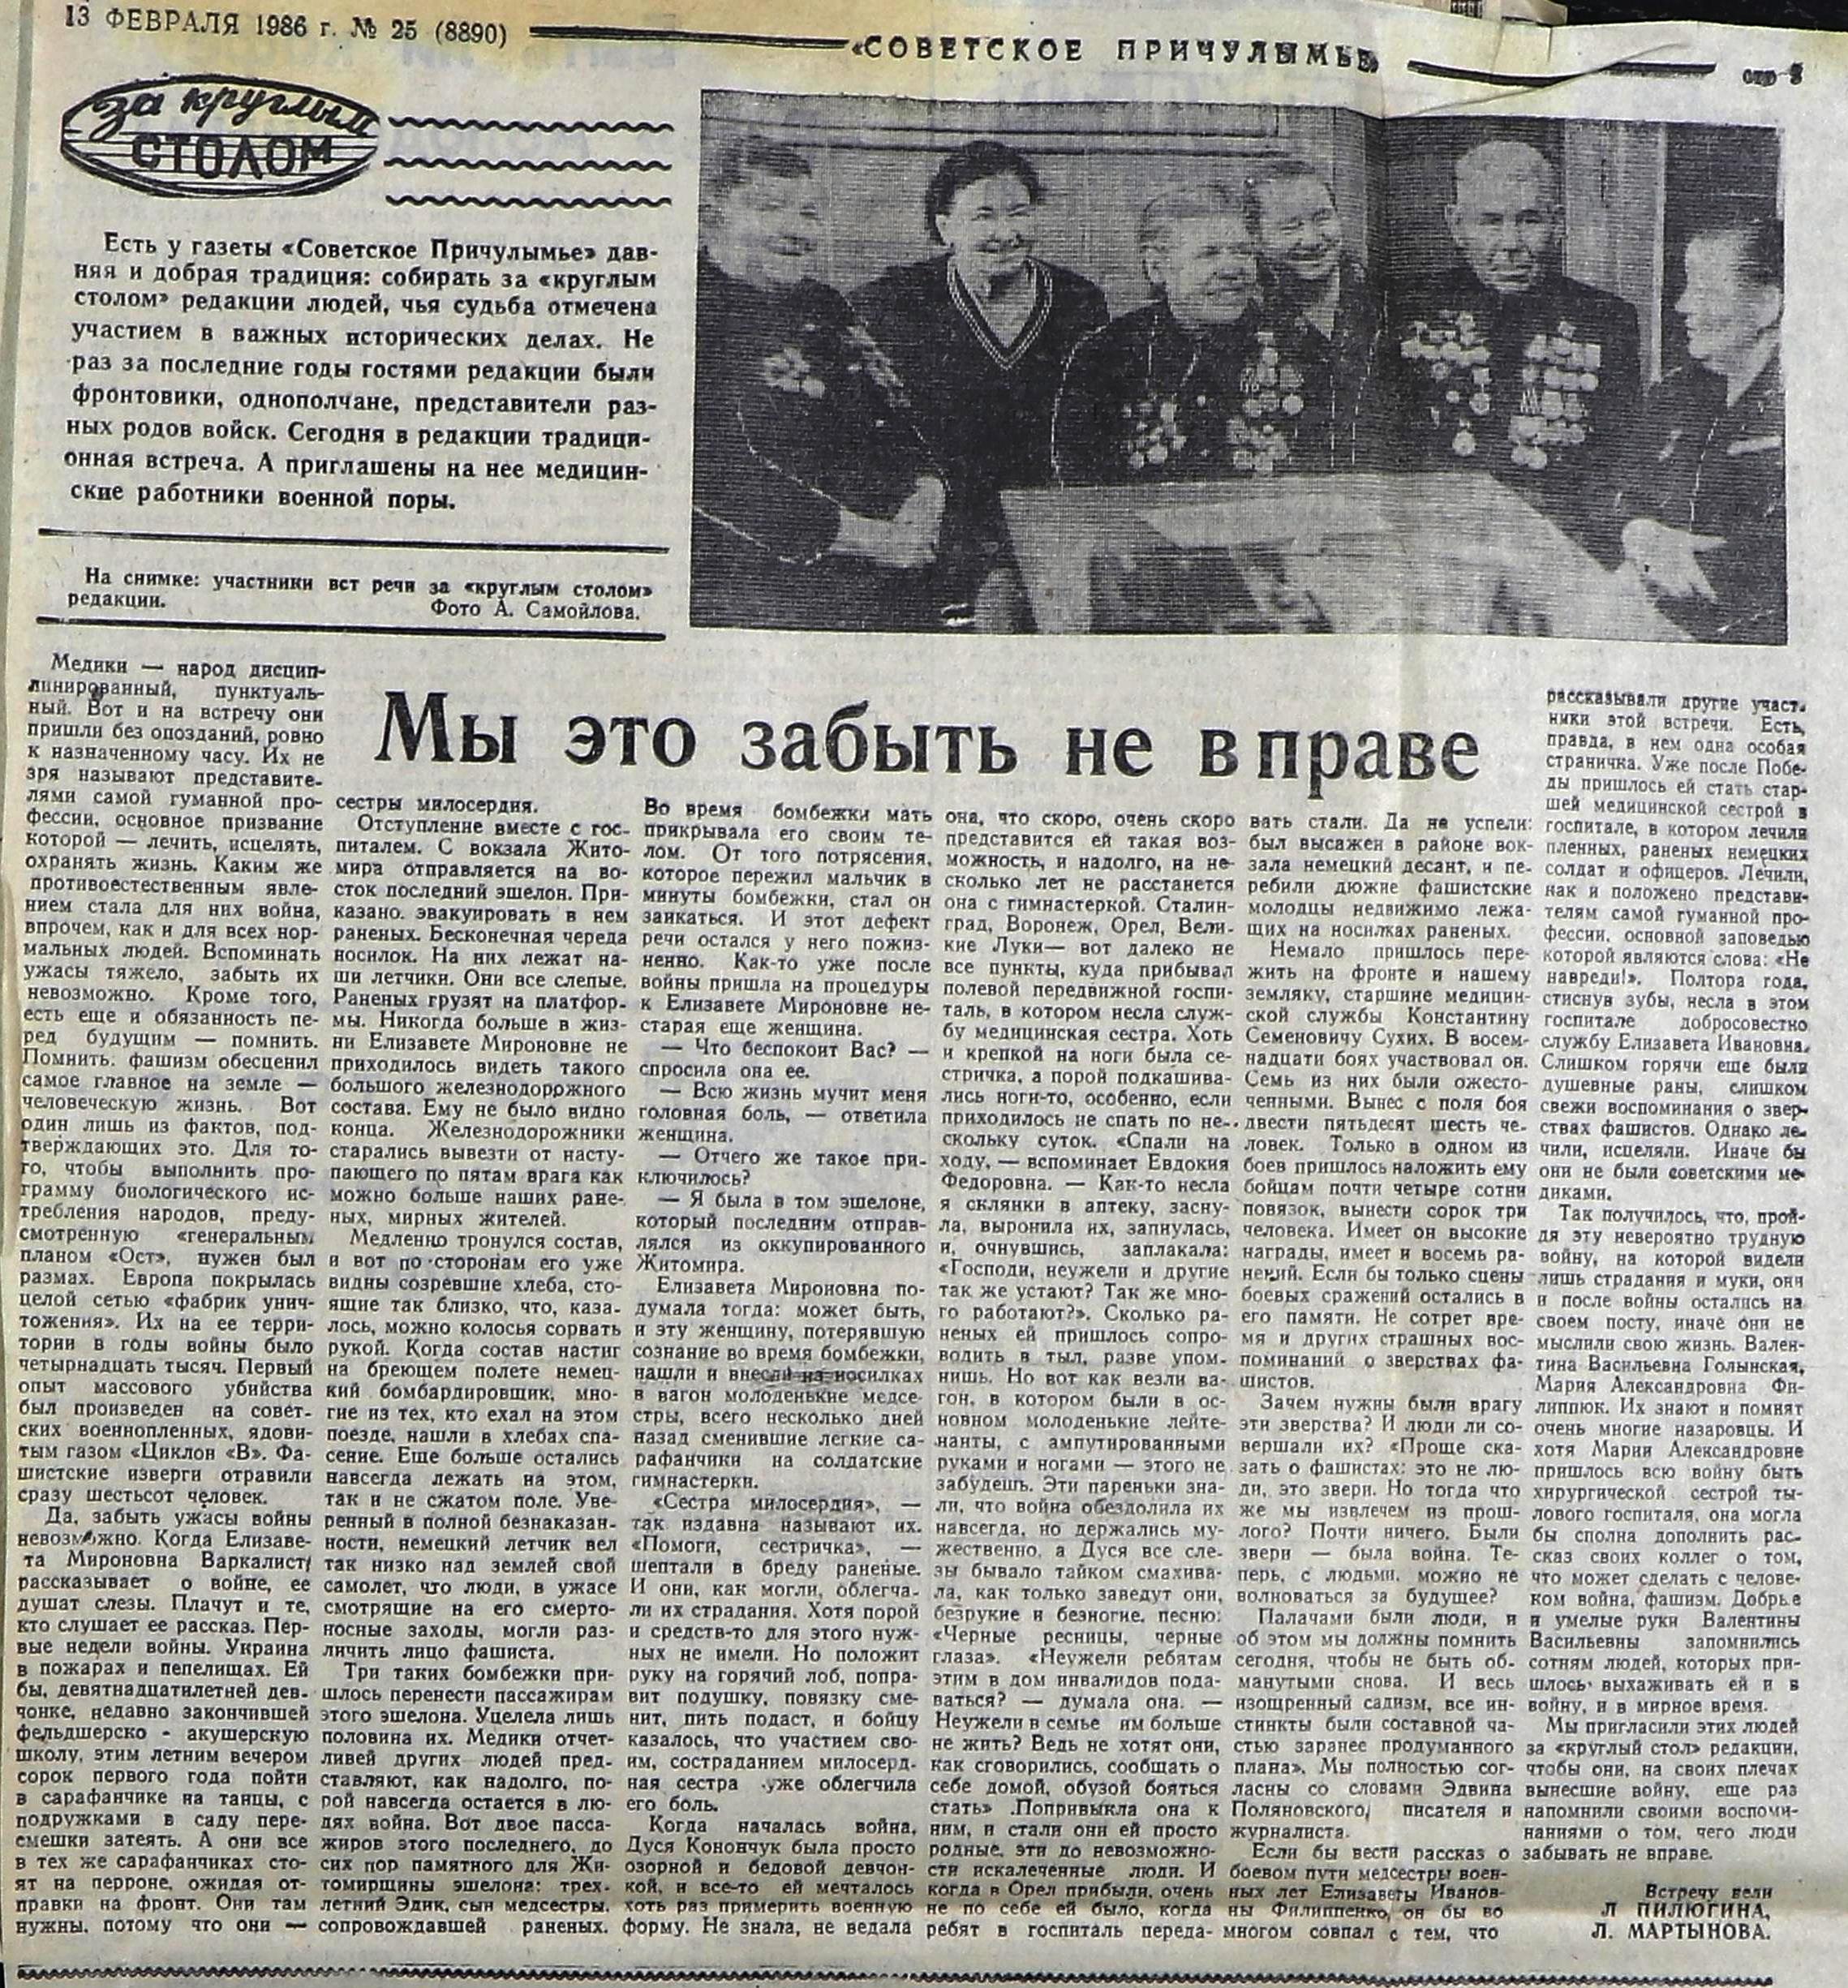 13 ФЕВРАЛЯ 1986 г. № 25 (8890)
«СОВЕТСКОЕ ПРИЧУЛЫМЬЕ»
стр
за круглым
СТОЛОМ
Есть у газеты «Советское Причулымье» дав-
няя и добрая традиция: собирать за «круглым
столом» редакции людей, чья судьба отмечена
участием в важных исторических делах. Не
раз за последние годы гостями редакции были
фронтовики, однополчане, представители раз-
ных родов войск. Сегодня в редакции традици-
онная встреча. А приглашены на нее медицин-
ские работники военной поры.
На снимке: участники вст речи за «круглым столом»
редакции.
Фото А. Самойлова.
Мы это забыть не вправе
Медики — народ дисцип-
линированный, пунктуаль-
ный. Вот и на встречу они
пришли без опозданий, ровно
к назначенному часу. Их не
зря называют представите-
лями самой гуманной про-
фессии, основное призвание
которой — лечить, исцелять,
охранять жизнь. Каким же
противоестественным явле-
нием стала для них война,
впрочем, как и для всех нор-
мальных людей. Вспоминать
ужасы тяжело, забыть их
невозможно. Кроме того,
есть еще и обязанность пе-
ред будущим — помнить.
Помнить: фашизм обесценил
самое главное на земле —
человеческую жизнь. Вот
один лишь из фактов, под-
тверждающих это. Для то-
го, чтобы выполнить про-
грамму биологического ис-
требления народов, преду-
смотренную «генеральным
планом «Ост», нужен был
размах. Европа покрылась
целой сетью «фабрик унич-
тожения». Их на ее терри-
тории в годы войны было
четырнадцать тысяч. Первый
опыт массового убийства
был произведен на совет-
ских военнопленных, ядови-
тым газом «Циклон «В». Фа-
шистские изверги отравили
сразу шестьсот человек.
Да, забыть ужасы войны
невозможно. Когда Елизаве-
та Мироновна Варкалист
рассказывает о войне, ее
душат слезы. Плачут и те,
кто слушает ее рассказ. Пер-
вые недели войны. Украина
в пожарах и пепелищах. Ей
бы, девятнадцатилетней дев-
чонке, недавно закончившей
фельдшерско - акушерскую
школу, этим летним вечером
сорок первого года пойти
в сарафанчике на танцы, с
подружками в саду пере-
смешки затеять. А они все
в тех же сарафанчиках сто-
ят на перроне, ожидая от-
правки на фронт. Они там
нужны, потому что они —
сестры милосердия.
Отступление вместе с гос-
питалем. С вокзала Жито-
мира отправляется на во-
сток последний эшелон. При-
казано эвакуировать в нем
раненых. Бесконечная череда
носилок. На них лежат на-
ши летчики. Они все слепые.
Раненых грузят на платфор-
мы. Никогда больше в жиз-
ни Елизавете Мироновне не
приходилось видеть такого
большого железнодорожного
состава. Ему не было видно
конца. Железнодорожники
старались вывезти от насту-
пающего по пятам врага как
можно больше наших ране-
ных, мирных жителей.
Медленно тронулся состав,
и вот по сторонам его уже
видны созревшие хлеба, сто-
ящие так близко, что, каза-
лось, можно колосья сорвать
рукой. Когда состав настиг
на бреющем полете немец-
кий бомбардировщик, мно-
гие из тех, кто ехал на этом
поезде, нашли в хлебах спа-
сение. Еще больше остались
навсегда лежать на этом,
так и не сжатом поле. Уве-
ренный в полной безнаказан-
ности, немецкий летчик вел
так низко над землей свой
самолет, что люди, в ужасе
смотрящие на его смерто-
носные заходы, могли раз-
личить лицо фашиста.
Три таких бомбежки при-
шлось перенести пассажирам
этого эшелона. Уцелела лишь
половина их. Медики отчет-
ливей других людей пред-
ставляют, как надолго, по-
рой навсегда остается в лю-
дях война. Вот двое пасса-
жиров этого последнего, до
сих пор памятного для Жи-
томирщины эшелона: трех-
летний Эдик, сын медсестры,
сопровождавшей раненых.
Во время бомбежки мать
прикрывала его своим те-
лом. От того потрясения,
которое пережил мальчик в
минуты бомбежки, стал он
заикаться. И этот дефект
речи остался у него пожиз-
ненно. Как-то уже после
войны пришла на процедуры
к Елизавете Мироновне не-
старая еще женщина.
— Что беспокоит Вас? —
спросила она ее.
— Всю жизнь мучит меня
головная боль, — ответила
женщина.
— Отчего же такое при-
ключилось?
— Я была в том эшелоне,
который последним отправ-
лялся из оккупированного
Житомира.
Елизавета Мироновна по-
думала тогда: может быть,
и эту женщину, потерявшую
сознание во время бомбежки,
нашли и внесли на носилках
в вагон молоденькие медсе-
стры, всего несколько дней
назад сменившие легкие са-
рафанчики на солдатские
гимнастерки.
«Сестра милосердия», —
так издавна называют их.
«Помоги, сестричка», —
шептали в бреду раненые.
И они, как могли, облегча-
ли их страдания. Хотя порой
и средств-то для этого нуж-
ных не имели. Но положит
руку на горячий лоб, попра-
вит подушку, повязку сме-
нит, пить подаст, и бойцу
казалось, что участием сво-
им, состраданием милосерд-
ная сестра уже облегчила
его боль.
Когда началась война,
Дуся Конончук была просто
озорной и бедовой девчон-
кой, и все-то ей мечталось
хоть раз примерить военную
форму. Не знала, не ведала
она, что скоро, очень скоро
представится ей такая воз-
можность, и надолго, на не-
сколько лет не расстанется
она с гимнастеркой. Сталин-
град, Воронеж, Орел, Вели-
кие Луки— вот далеко не
все пункты, куда прибывал
полевой передвижной госпи-
таль, в котором несла служ-
бу медицинская сестра. Хоть
и крепкой на ноги была се-
стричка, а порой подкашива-
лись ноги-то, особенно, если
приходилось не спать по не-
скольку суток. «Спали на
ходу, — вспоминает Евдокия
Федоровна. — Как-то несла
я склянки в аптеку, засну-
ла, выронила их, запнулась,
и, очнувшись, заплакала:
«Господи, неужели и другие
так же устают? Так же мно-
го работают?». Сколько ра-
неных ей пришлось сопро-
водить в тыл, разве упом-
нишь. Но вот как везли ва-
гон, в котором были в ос-
новном молоденькие лейте-
нанты, с ампутированными
руками и ногами — этого не
забудешь. Эти пареньки зна-
ли, что война обездолила их
навсегда, но держались му-
жественно, а Дуся все сле-
зы бывало тайком смахива-
ла, как только заведут они,
безрукие и безногие, песню:
«Черные ресницы, черные
глаза». «Неужели ребятам
этим в дом инвалидов пода-
ваться? — думала она. —
Неужели в семье им больше
не жить? Ведь не хотят они,
как сговорились, сообщать о
себе домой, обузой бояться
стать» .Попривыкла она к
ним, и стали они ей просто
родные, эти до невозможно-
сти искалеченные люди. И
когда в Орел прибыли, очень
не по себе ей было, когда
ребят в госпиталь переда-
вать стали. Да не успели:
был высажен в районе вок-
зала немецкий десант, и пе-
ребили дюжие фашистские
молодцы недвижимо лежа-
щих на носилках раненых.
Немало пришлось пере-
жить на фронте и нашему
земляку, старшине медицин-
ской службы Константину
Семеновичу Сухих. В восем-
надцати боях участвовал он.
Семь из них были ожесто-
ченными. Вынес с поля боя
двести пятьдесят шесть че-
ловек. Только в одном из
боев пришлось наложить ему
бойцам почти четыре сотни
повязок, вынести сорок три
человека. Имеет он высокие
награды, имеет и восемь ра-
нений. Если бы только сцены
боевых сражений остались в
его памяти. Не сотрет вре-
мя и других страшных вос-
поминаний о зверствах фа-
шистов.
Зачем нужны были врагу
эти зверства? И люди ли со-
вершали их? «Проще ска-
зать о фашистах: это не лю-
ди, это звери. Но тогда что
же мы извлечем из прош-
лого? Почти ничего. Были
звери — была война. Те-
перь, с людьми, можно не
волноваться за будущее?
Палачами были люди, и
об этом мы должны помнить
сегодня, чтобы не быть об-
манутыми снова. И весь
изощренный садизм, все ин-
стинкты были составной ча-
стью заранее продуманного
плана». Мы полностью сог-
ласны со словами Эдвина
Поляновского, писателя и
журналиста.
Если бы вести рассказ о
боевом пути медсестры воен-
ных лет Елизаветы Иванов-
ны Филиппенко, он бы во
многом совпал с тем, что
рассказывали другие участ-
ники этой встречи. Есть,
правда, в нем одна особая
страничка. Уже после Побе-
ды пришлось ей стать стар-
шей медицинской сестрой в
госпитале, в котором лечили
пленных, раненых немецких
солдат и офицеров. Лечили,
как и положено представи-
телям самой гуманной про-
фессии, основной заповедью
которой являются слова: «Не
навреди!». Полтора года,
стиснув зубы, несла в этом
госпитале добросовестно
службу Елизавета Ивановна.
Слишком горячи еще были
душевные раны, слишком
свежи воспоминания о звер-
ствах фашистов. Однако ле-
чили, исцеляли. Иначе бы
они не были советскими ме-
диками.
Так получилось, что, прой-
дя эту невероятно трудную
войну, на которой видели
лишь страдания и муки, они
и после войны остались на
своем посту, иначе они не
мыслили свою жизнь. Вален-
тина Васильевна Голынская,
Мария Александровна Фи-
липпюк. Их знают и помнят
очень многие назаровцы. И
хотя Марии Александровне
пришлось всю войну быть
хирургической сестрой ты-
лового госпиталя, она могла
бы сполна дополнить рас-
сказ своих коллег о том,
что может сделать с челове-
ком война, фашизм. Добрые
и умелые руки Валентины
Васильевны запомнились
сотням людей, которых при-
шлось выхаживать ей и в
войну, и в мирное время.
Мы пригласили этих людей
за «круглый стол» редакции,
чтобы они, на своих плечах
вынесшие войну, еще раз
напомнили своими воспоми-
наниями о том, чего люди
забывать не вправе.
Встречу вели
Л ПИЛЮГИНА,
Л. МАРТЫНОВА.